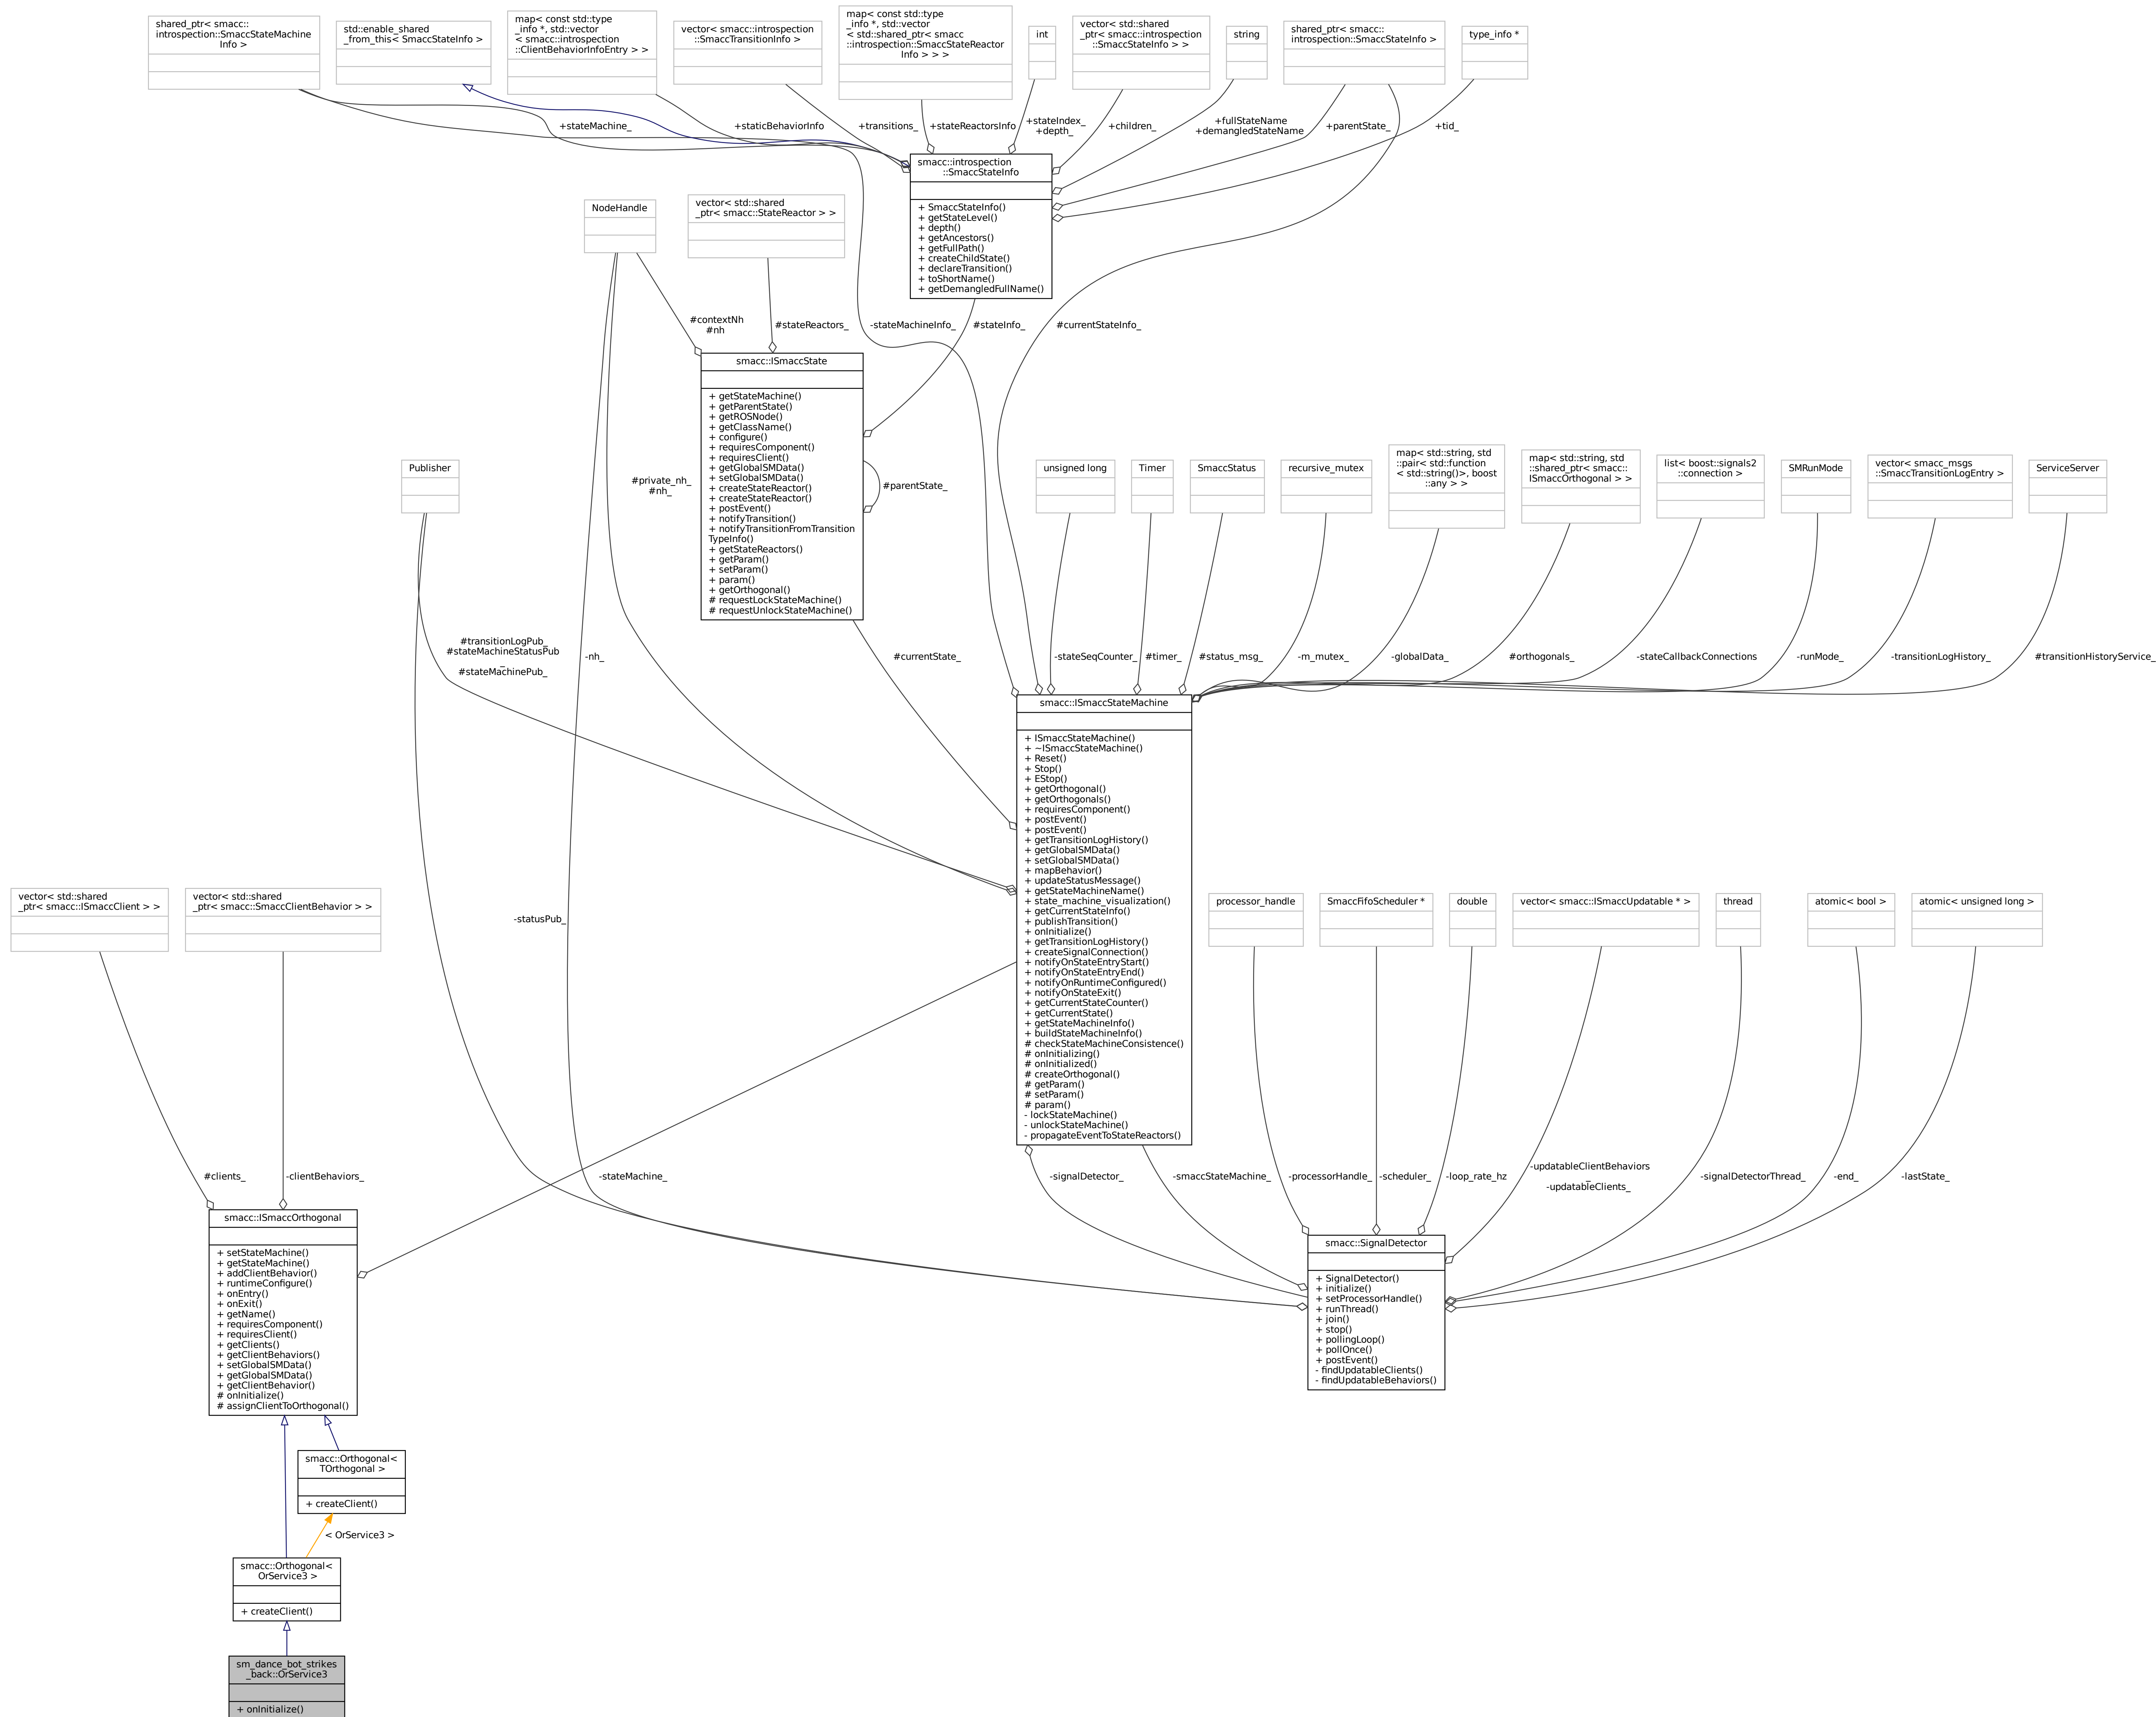 shared_ptr< smacc::
introspection::SmaccStateMachine
Info >
std::enable_shared
_from_this< SmaccStateInfo >
map< const std::type
_info *, std::vector
< smacc::introspection
::ClientBehaviorInfoEntry > >
vector< smacc::introspection
::SmaccTransitionInfo >
map< const std::type
_info *, std::vector
< std::shared_ptr< smacc
::introspection::SmaccStateReactor
Info > > >
int
vector< std::shared
_ptr< smacc::introspection
::SmaccStateInfo > >
string
shared_ptr< smacc::
introspection::SmaccStateInfo >
type_info *
+stateMachine_
+staticBehaviorInfo
+transitions_
+stateReactorsInfo
+stateIndex_
+depth_
+children_
+fullStateName
+demangledStateName
+parentState_
+tid_
smacc::introspection
::SmaccStateInfo
+ SmaccStateInfo()
+ getStateLevel()
+ depth()
+ getAncestors()
+ getFullPath()
+ createChildState()
+ declareTransition()
+ toShortName()
+ getDemangledFullName()
NodeHandle
vector< std::shared
_ptr< smacc::StateReactor > >
#contextNh
#nh
#stateReactors_
-stateMachineInfo_
#stateInfo_
#currentStateInfo_
smacc::ISmaccState
+ getStateMachine()
+ getParentState()
+ getROSNode()
+ getClassName()
+ configure()
+ requiresComponent()
+ requiresClient()
+ getGlobalSMData()
+ setGlobalSMData()
+ createStateReactor()
+ createStateReactor()
+ postEvent()
+ notifyTransition()
+ notifyTransitionFromTransition
TypeInfo()
+ getStateReactors()
+ getParam()
+ setParam()
+ param()
+ getOrthogonal()
# requestLockStateMachine()
# requestUnlockStateMachine()
#parentState_
Publisher
#private_nh_
#nh_
unsigned long
Timer
SmaccStatus
recursive_mutex
map< std::string, std
::pair< std::function
< std::string()>, boost
::any > >
map< std::string, std
::shared_ptr< smacc::
ISmaccOrthogonal > >
list< boost::signals2
::connection >
SMRunMode
vector< smacc_msgs
::SmaccTransitionLogEntry >
ServiceServer
#transitionLogPub_
#stateMachineStatusPub
_
#stateMachinePub_
-nh_
#currentState_
-stateSeqCounter_
#timer_
#status_msg_
-m_mutex_
-globalData_
#orthogonals_
-stateCallbackConnections
-runMode_
-transitionLogHistory_
#transitionHistoryService_
smacc::ISmaccStateMachine
+ ISmaccStateMachine()
+ ~ISmaccStateMachine()
+ Reset()
+ Stop()
+ EStop()
+ getOrthogonal()
+ getOrthogonals()
+ requiresComponent()
+ postEvent()
+ postEvent()
+ getTransitionLogHistory()
+ getGlobalSMData()
+ setGlobalSMData()
+ mapBehavior()
+ updateStatusMessage()
+ getStateMachineName()
+ state_machine_visualization()
+ getCurrentStateInfo()
+ publishTransition()
+ onInitialize()
+ getTransitionLogHistory()
+ createSignalConnection()
+ notifyOnStateEntryStart()
+ notifyOnStateEntryEnd()
+ notifyOnRuntimeConfigured()
+ notifyOnStateExit()
+ getCurrentStateCounter()
+ getCurrentState()
+ getStateMachineInfo()
+ buildStateMachineInfo()
# checkStateMachineConsistence()
# onInitializing()
# onInitialized()
# createOrthogonal()
# getParam()
# setParam()
# param()
- lockStateMachine()
- unlockStateMachine()
- propagateEventToStateReactors()
vector< std::shared
_ptr< smacc::ISmaccClient > >
vector< std::shared
_ptr< smacc::SmaccClientBehavior > >
-statusPub_
processor_handle
SmaccFifoScheduler *
double
vector< smacc::ISmaccUpdatable * >
thread
atomic< bool >
atomic< unsigned long >
#clients_
-clientBehaviors_
-stateMachine_
-signalDetector_
-smaccStateMachine_
-processorHandle_
-scheduler_
-loop_rate_hz
-updatableClientBehaviors
_
-updatableClients_
-signalDetectorThread_
-end_
-lastState_
smacc::ISmaccOrthogonal
+ setStateMachine()
+ getStateMachine()
+ addClientBehavior()
+ runtimeConfigure()
+ onEntry()
+ onExit()
+ getName()
+ requiresComponent()
+ requiresClient()
+ getClients()
+ getClientBehaviors()
+ setGlobalSMData()
+ getGlobalSMData()
+ getClientBehavior()
# onInitialize()
# assignClientToOrthogonal()
smacc::SignalDetector
+ SignalDetector()
+ initialize()
+ setProcessorHandle()
+ runThread()
+ join()
+ stop()
+ pollingLoop()
+ pollOnce()
+ postEvent()
- findUpdatableClients()
- findUpdatableBehaviors()
smacc::Orthogonal<
TOrthogonal >
+ createClient()
< OrService3 >
smacc::Orthogonal<
OrService3 >
+ createClient()
sm_dance_bot_strikes
_back::OrService3
+ onInitialize()